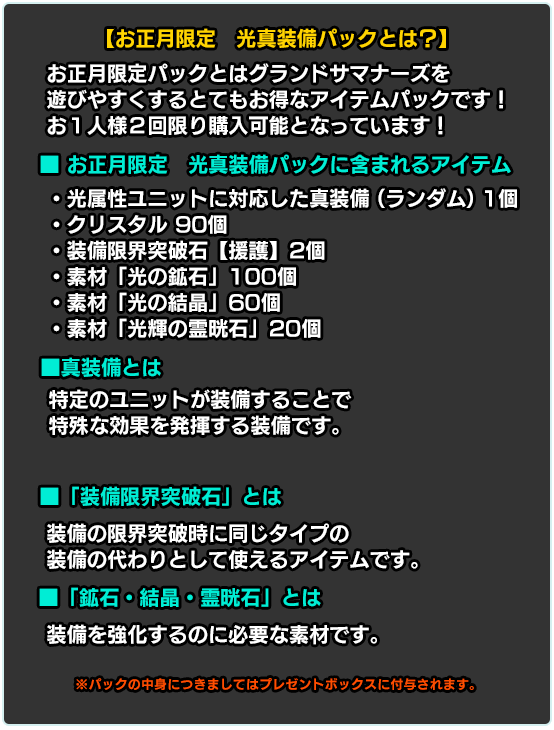 【お正月限定　光真装備パックとは？】
お正月限定パックとはグランドサマナーズを
遊びやすくするとてもお得なアイテムパックです！
お１人様２回限り購入可能となっています！
■ お正月限定　光真装備パックに含まれるアイテム
・光属性ユニットに対応した真装備（ランダム）1個
・クリスタル 90個
・装備限界突破石【援護】2個
・素材「光の鉱石」100個
・素材「光の結晶」60個
・素材「光輝の霊晄石」20個
■真装備とは
特定のユニットが装備することで
特殊な効果を発揮する装備です。
■「装備限界突破石」とは
装備の限界突破時に同じタイプの
装備の代わりとして使えるアイテムです。
■「鉱石・結晶・霊晄石」とは
装備を強化するのに必要な素材です。
※パックの中身につきましてはプレゼントボックスに付与されます。